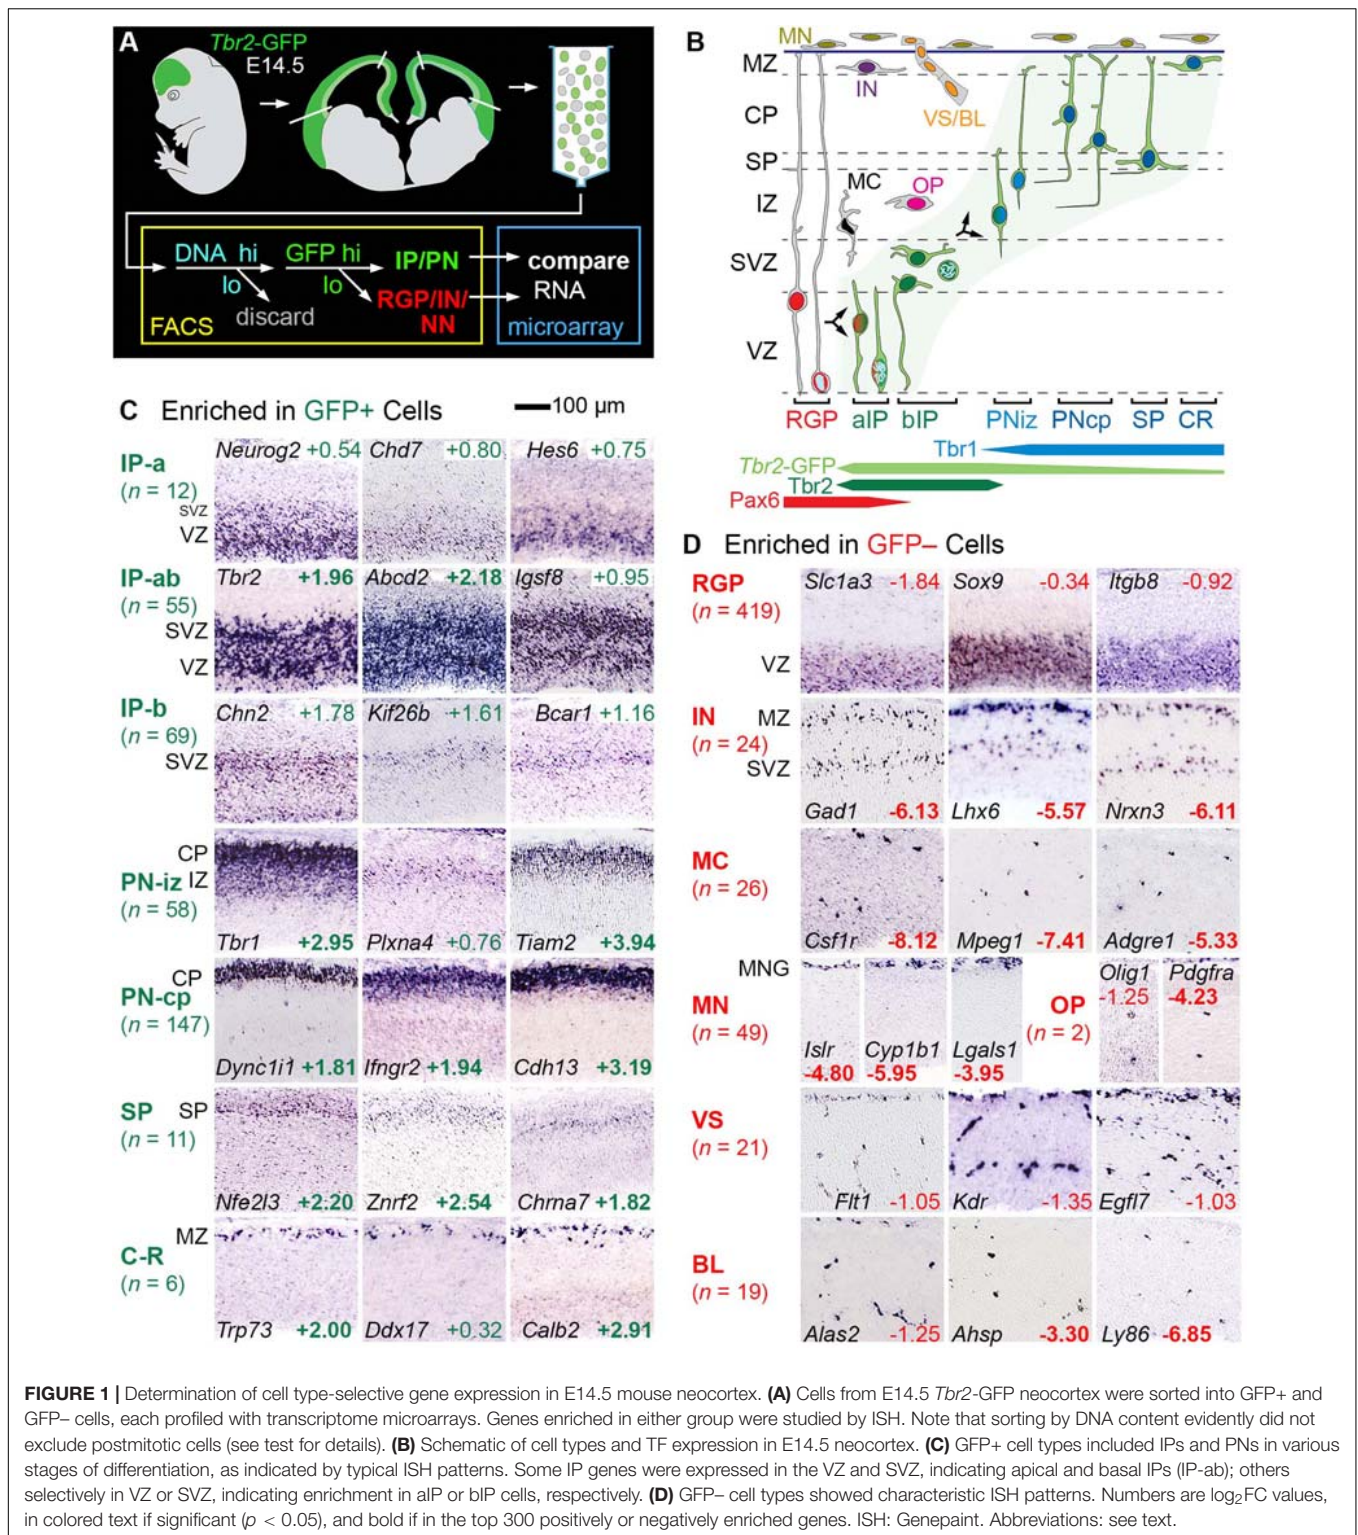 A
Tbr2-GFP
E14.5
DNA hi
lo
discard
GFP hi
lo
IP/PN
RGP/IN/
NN
FACS
compare
RNA
microarray
B
MN
MZ
IN
VS/BL
CP
SP
MC
OP
IZ
SVZ
VZ
RGP aIP bIP PNiz PNcp SP CR
Tbr1
Tbr2-GFP
Tbr2
Pax6
C Enriched in GFP+ Cells
100 µm
IP-a
(n = 12)
SVZ
VZ
Neurog2 +0.54 Chd7 +0.80 Hes6 +0.75
IP-ab
(n = 55)
SVZ
VZ
Tbr2 +1.96 Abcd2 +2.18 Igsf8 +0.95
IP-b
(n = 69)
SVZ
Chn2 +1.78 Kif26b +1.61 Bcar1 +1.16
CP
PN-iz IZ
(n = 58)
Tbr1 +2.95 Plxna4 +0.76 Tiam2 +3.94
CP
PN-cp
(n = 147)
Dync1i1 +1.81 Ifngr2 +1.94 Cdh13 +3.19
SP SP
(n = 11)
Nfe2l3 +2.20 Znrf2 +2.54 Chrna7 +1.82
MZ
C-R
(n = 6)
Trp73 +2.00 Ddx17 +0.32 Calb2 +2.91
D Enriched in GFP– Cells
RGP
(n = 419)
VZ
Slc1a3 -1.84 Sox9 -0.34 Itgb8 -0.92
IN MZ
(n = 24)
SVZ
Gad1 -6.13 Lhx6 -5.57 Nrxn3 -6.11
MC
(n = 26)
Csf1r -8.12 Mpeg1 -7.41 Adgre1 -5.33
MNG
MN
(n = 49)
Islr Cyp1b1 Lgals1
-4.80 -5.95 -3.95
OP
(n = 2)
Olig1 Pdgfra
-1.25 -4.23
VS
(n = 21)
Flt1 -1.05 Kdr -1.35 Egfl7 -1.03
BL
(n = 19)
Alas2 -1.25 Ahsp -3.30 Ly86 -6.85
FIGURE 1 | Determination of cell type-selective gene expression in E14.5 mouse neocortex. (A) Cells from E14.5 Tbr2-GFP neocortex were sorted into GFP+ and
GFP– cells, each profiled with transcriptome microarrays. Genes enriched in either group were studied by ISH. Note that sorting by DNA content evidently did not
exclude postmitotic cells (see test for details). (B) Schematic of cell types and TF expression in E14.5 neocortex. (C) GFP+ cell types included IPs and PNs in various
stages of differentiation, as indicated by typical ISH patterns. Some IP genes were expressed in the VZ and SVZ, indicating apical and basal IPs (IP-ab); others
selectively in VZ or SVZ, indicating enrichment in aIP or bIP cells, respectively. (D) GFP– cell types showed characteristic ISH patterns. Numbers are log₂FC values,
in colored text if significant (p < 0.05), and bold if in the top 300 positively or negatively enriched genes. ISH: Genepaint. Abbreviations: see text.